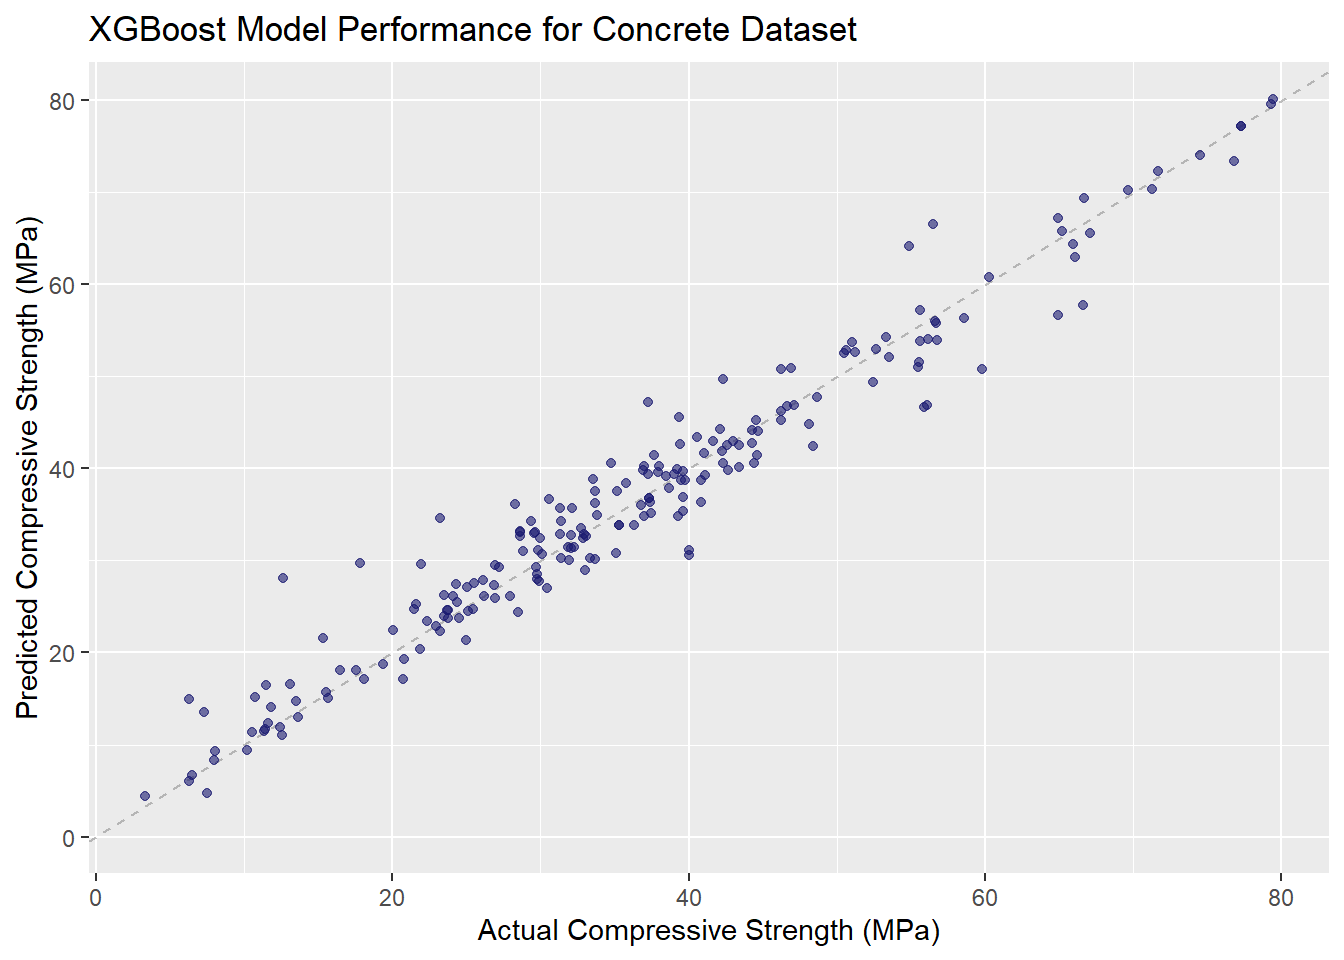 XGBoost Model Performance for Concrete Dataset
Predicted Compressive Strength (MPa)
80
60
40
20
0
0 20 40 60 80
Actual Compressive Strength (MPa)